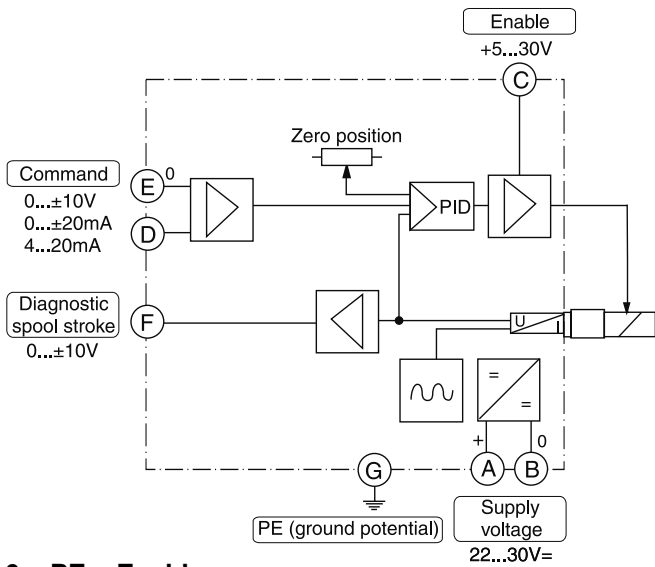 Enable
+5...30V
C
Zero position
Command
E
0
0...±10V
0...±20mA
4...20mA
D
PID
Diagnostic
spool stroke
F
0...±10V
U
=
=
+
0
G
A
B
PE (ground potential)
Supply
voltage
22...30V=